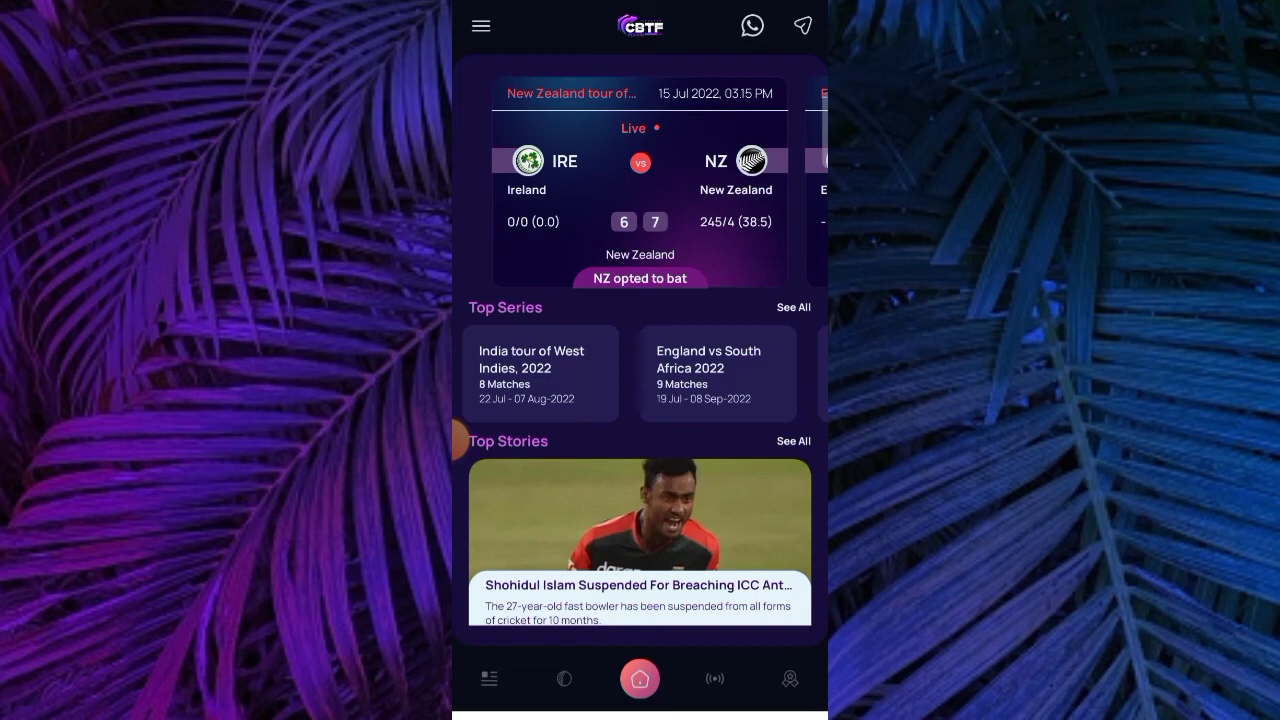 CBTF
New Zealand tour of... 15 Jul 2022, 03.15 PM
E
Live
IRE vs NZ
Ireland New Zealand E
0/0 (0.0) 6 7 245/4 (38.5) -
New Zealand
NZ opted to bat
Top Series See All
India tour of West
Indies, 2022
8 Matches
22 Jul - 07 Aug-2022
England vs South
Africa 2022
9 Matches
19 Jul - 08 Sep-2022
Top Stories See All
Shohidul Islam Suspended For Breaching ICC Ant...
The 27-year-old fast bowler has been suspended from all forms
of cricket for 10 months.